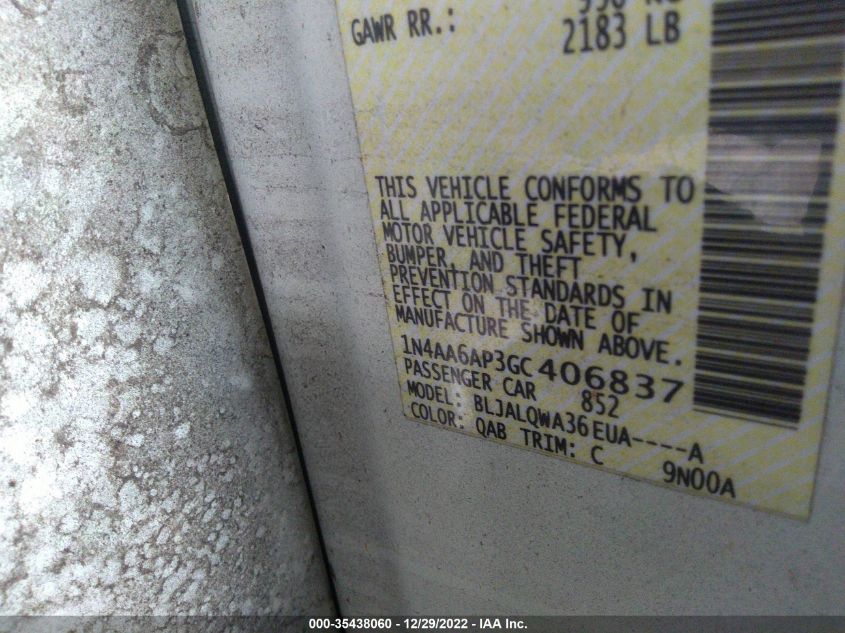 GAWR RR.:
2183 LB
THIS VEHICLE CONFORMS TO
ALL APPLICABLE FEDERAL
MOTOR VEHICLE SAFETY,
BUMPER, AND THEFT
PREVENTION STANDARDS IN
EFFECT ON THE DATE OF
MANUFACTURE SHOWN ABOVE.
1N4AA6AP3GC406837
PASSENGER CAR 852
MODEL: BLJALQWA36EUA----A
COLOR: QAB TRIM: C 9N00A
000-35438060 - 12/29/2022 - IAA Inc.